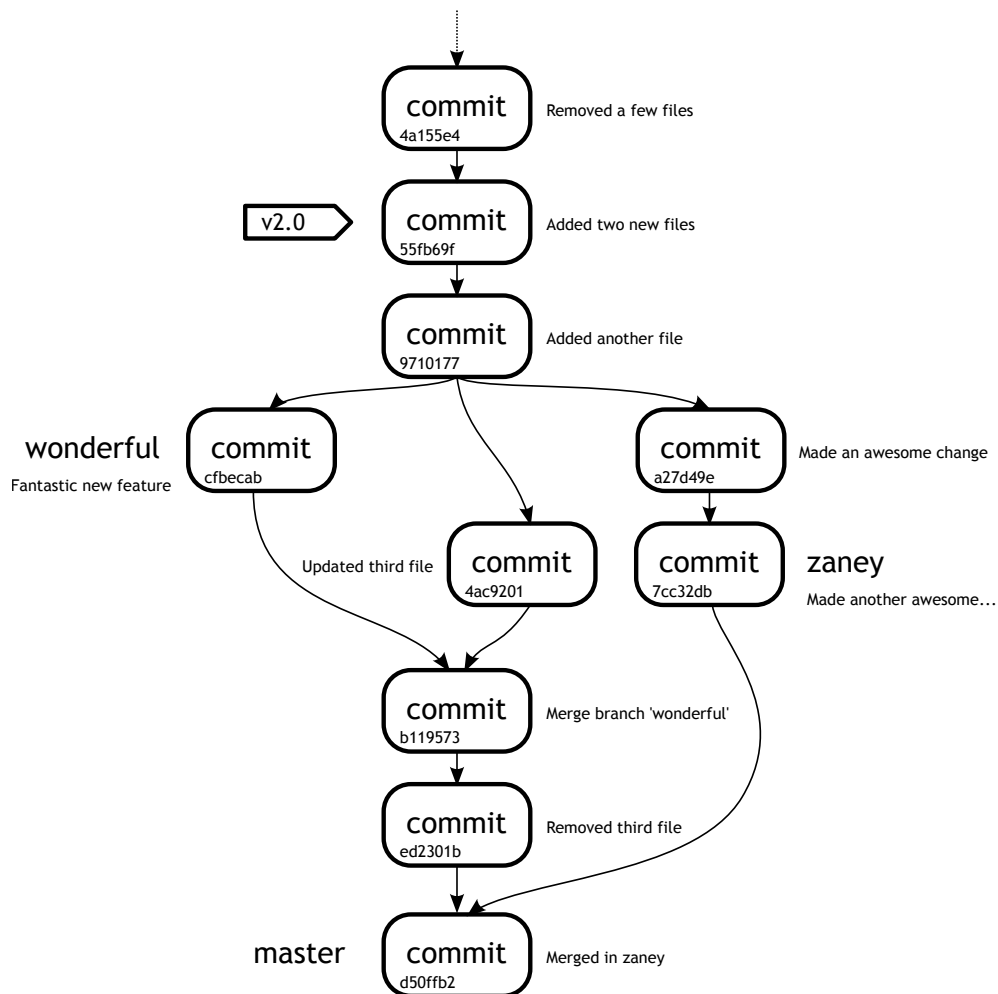 commit
4a155e4
Removed a few files
v2.0
commit
55fb69f
Added two new files
commit
9710177
Added another file
wonderful
Fantastic new feature
commit
cfbecab
commit
a27d49e
Made an awesome change
Updated third file
commit
4ac9201
commit
7cc32db
zaney
Made another awesome...
commit
b119573
Merge branch 'wonderful'
commit
ed2301b
Removed third file
master
commit
d50ffb2
Merged in zaney